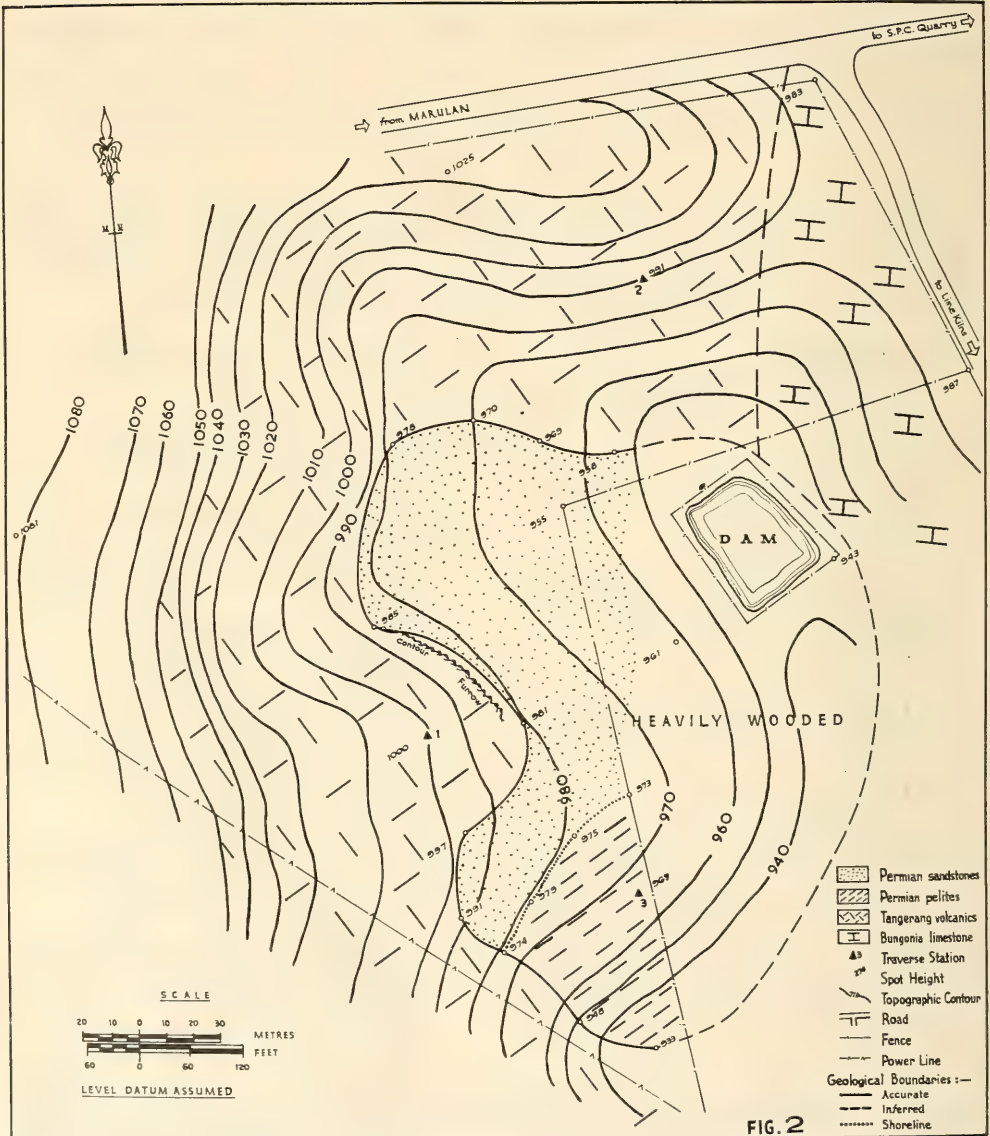 to S.P.C. Quarry
from MARULAN
983
1025
to Lime Kilns
991
2
987
1080
1070
1060
1050
1040
1030
1020
1010
1000
990
978
970
969
958
955
DAM
943
1081
985
Contour
Furrow
961
981
HEAVILY WOODED
1
1000
973
980
970
975
960
997
940
969
3
979
991
974
948
933
Permian sandstones
Permian pelites
Tangerang volcanics
Bungonia limestone
Traverse Station
Spot Height
Topographic Contour
Road
Fence
Power Line
Geological Boundaries :—
Accurate
Inferred
Shoreline
SCALE
20 10 0 10 20 30
METRES
FEET
60 0 60 120
LEVEL DATUM ASSUMED
FIG. 2